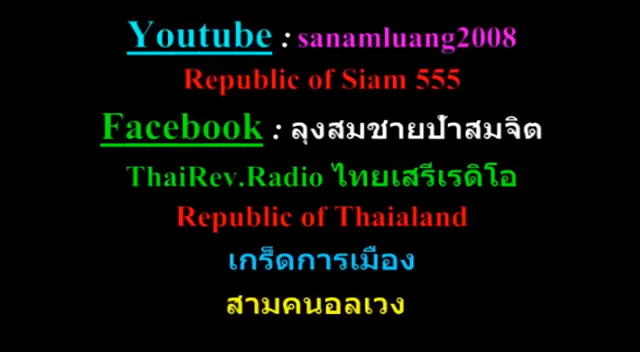 Youtube : sanamluang2008
Republic of Siam 555
Facebook : ลุงสมชายป้าสมจิต
ThaiRev.Radio ไทยเสรีเรดิโอ
Republic of Thaialand
เกร็ดการเมือง
สามคนอลเวง